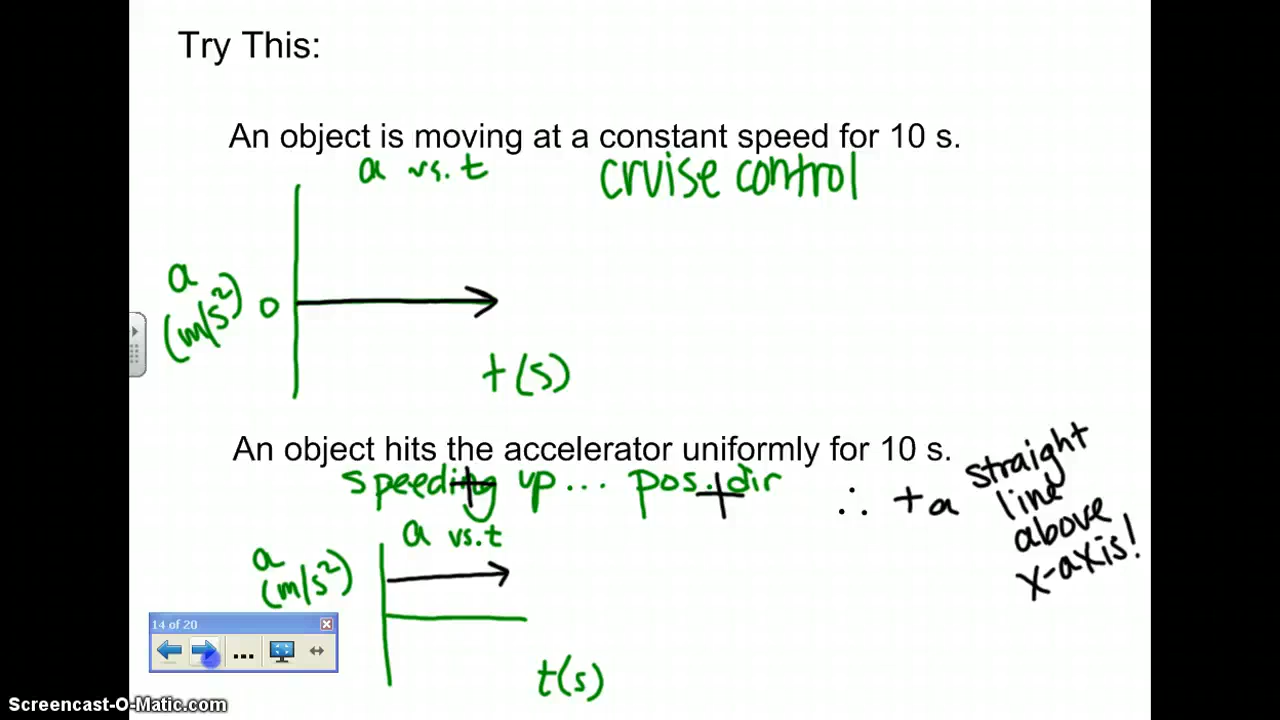 Try This:
An object is moving at a constant speed for 10 s.
a vs. t
cruise control
a
(m/s²)
0
t(s)
An object hits the accelerator uniformly for 10 s.
speeding up... pos. dir
+ +
∴ +a
straight
line
above
x-axis!
a vs.t
a
(m/s²)
t(s)
14 of 20
...
Screencast-O-Matic.com